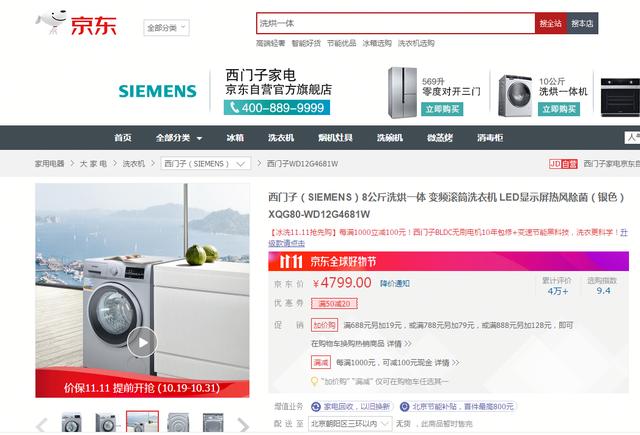 京东
全部分类
洗烘一体
搜全站
搜本店
高端轻奢 智能好货 节能优品 冰箱选购 洗衣机选购
SIEMENS
西门子家电
京东自营官方旗舰店
400-889-9999
569升
零度对开三门
立即购买
10公斤
洗烘一体机
立即购买
首页 全部分类 冰箱 洗衣机 烟机灶具 洗碗机 微蒸烤 消毒柜
家用电器 > 大 家 电 > 洗衣机 > 西门子（SIEMENS） > 西门子WD12G4681W
JD自营 西门子家电京东自
西门子（SIEMENS）8公斤洗烘一体 变频滚筒洗衣机 LED显示屏热风除菌（银色）
XQG80-WD12G4681W
【冰洗11.11抢先购】每满1000立减100元！西门子BLDC无刷电机10年包修+变速节能黑科技，洗衣更科学！升
级款请点击
11.11 京东全球好物节
京 东 价 ￥4799.00 降价通知
累计评价
4万+
选购指数
9.4
优 惠 券 满50减20
促 销 加价购 满688元另加19元，或满788元另加79元，或满888元另加128元，即可
在购物车换购热销商品 详情 >>
满减 每满1000元，可减100元现金 详情 >>
"加价购" "满减" 仅可在购物车任选其一
价保11.11 提前开抢 (10.19-10.31)
增值业务 家电回收，以旧换新 北京节能补贴，首件最高800元
配 送 至 北京朝阳区三环以内 无货，此商品暂时售完